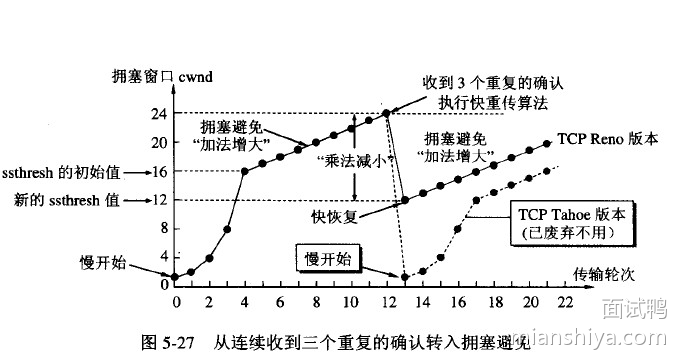 拥塞窗口 cwnd
收到 3 个重复的确认
执行快重传算法
24
拥塞避免
“加法增大”
20
拥塞避免
“加法增大”
TCP Reno 版本
“乘法减小”
ssthresh 的初始值
16
新的 ssthresh 值
12
快恢复
TCP Tahoe 版本
(已废弃不用)
8
4
慢开始
慢开始
0
传输轮次
0 2 4 6 8 10 12 14 16 18 20 22
图 5-27 从连续收到三个重复的确认转入拥塞避免
面试鸭
mianshiya.com